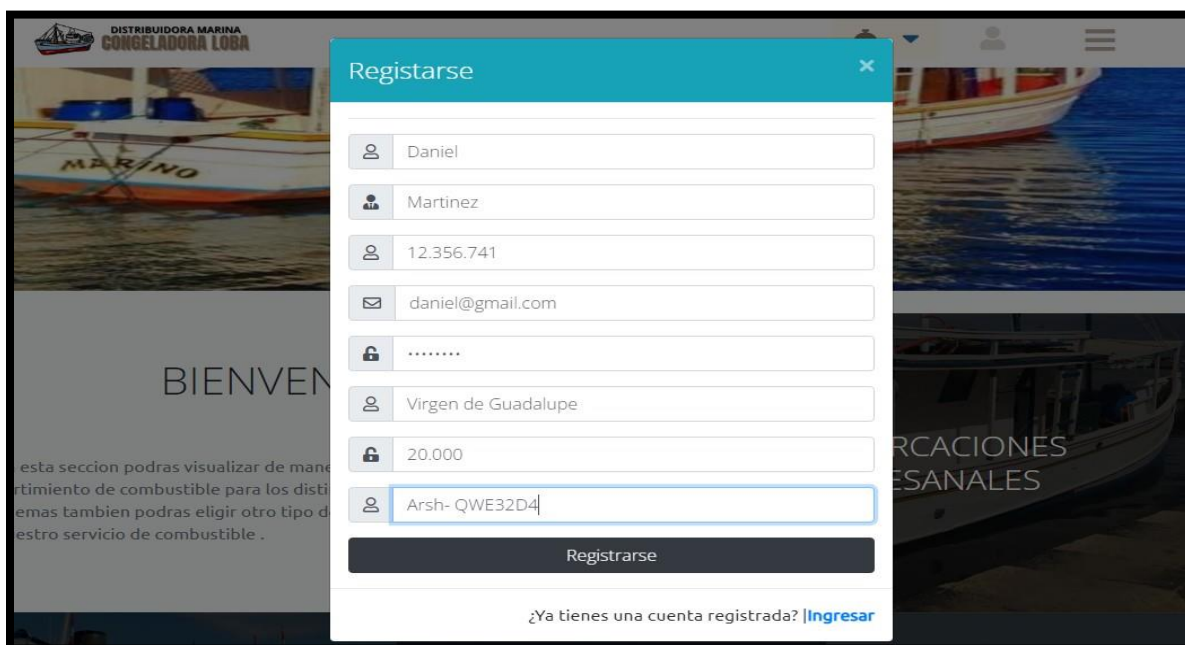 DISTRIBUIDORA MARINA
CONGELADORA LOBA
Registarse
×
MARINO
Daniel
Martinez
12.356.741
daniel@gmail.com
········
Virgen de Guadalupe
20.000
Arsh- QWE32D4
Registrarse
¿Ya tienes una cuenta registrada? |Ingresar
BIENVEN
esta seccion podras visualizar de mane
rtimiento de combustible para los disti
emas tambien podras eligir otro tipo d
estro servicio de combustible .
RCACIONES
ESANALES